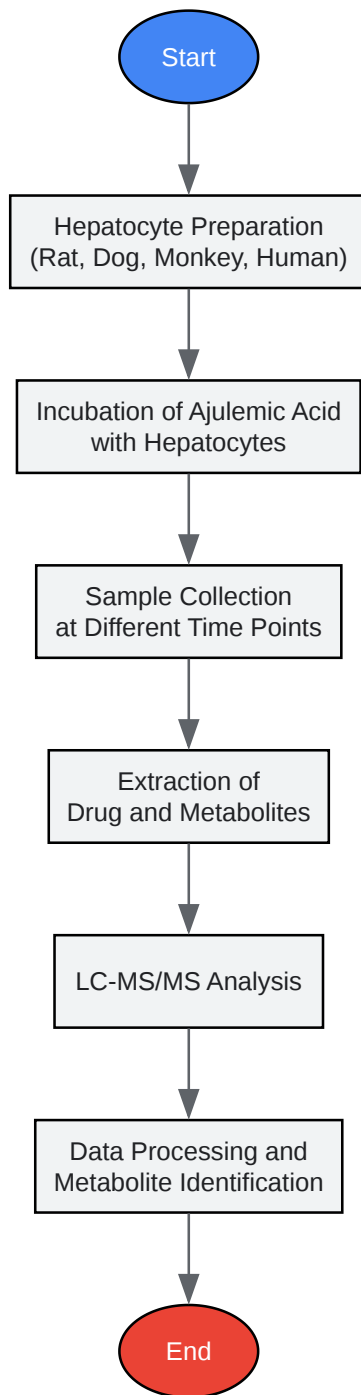 Start
Hepatocyte Preparation
(Rat, Dog, Monkey, Human)
Incubation of Ajulemic Acid
with Hepatocytes
Sample Collection
at Different Time Points
Extraction of
Drug and Metabolites
LC-MS/MS Analysis
Data Processing and
Metabolite Identification
End